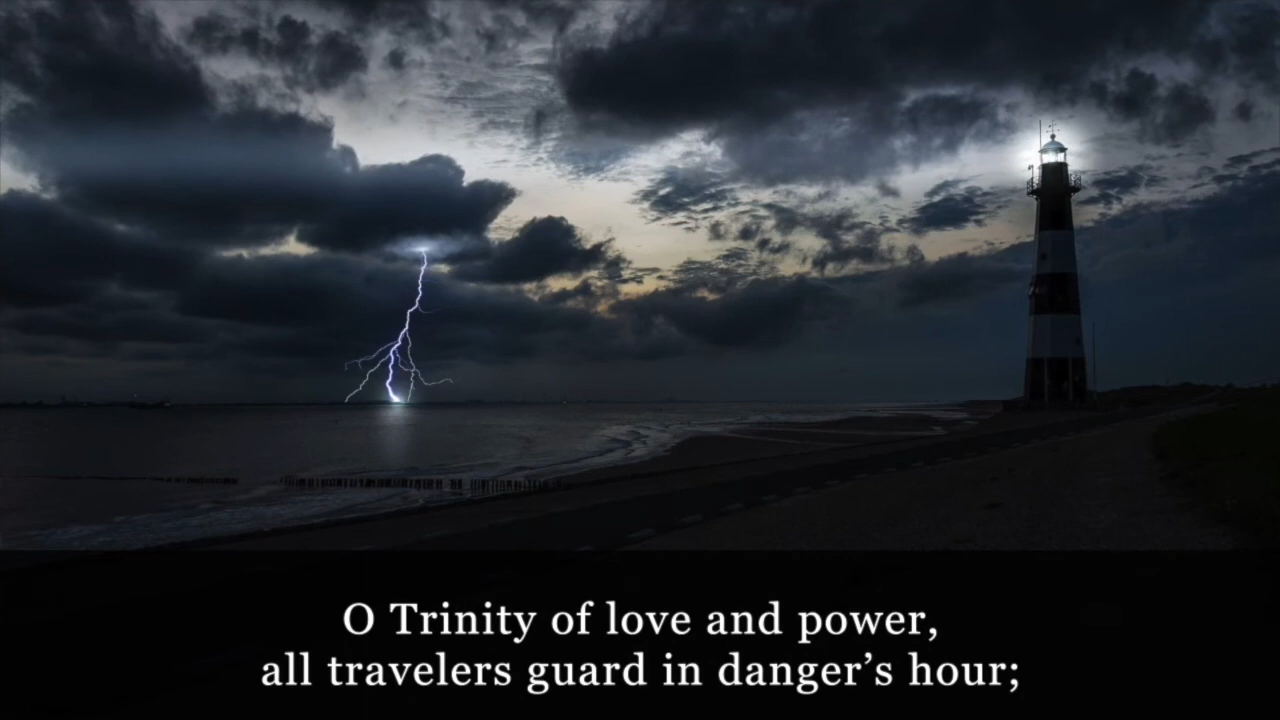 O Trinity of love and power,
all travelers guard in danger’s hour;